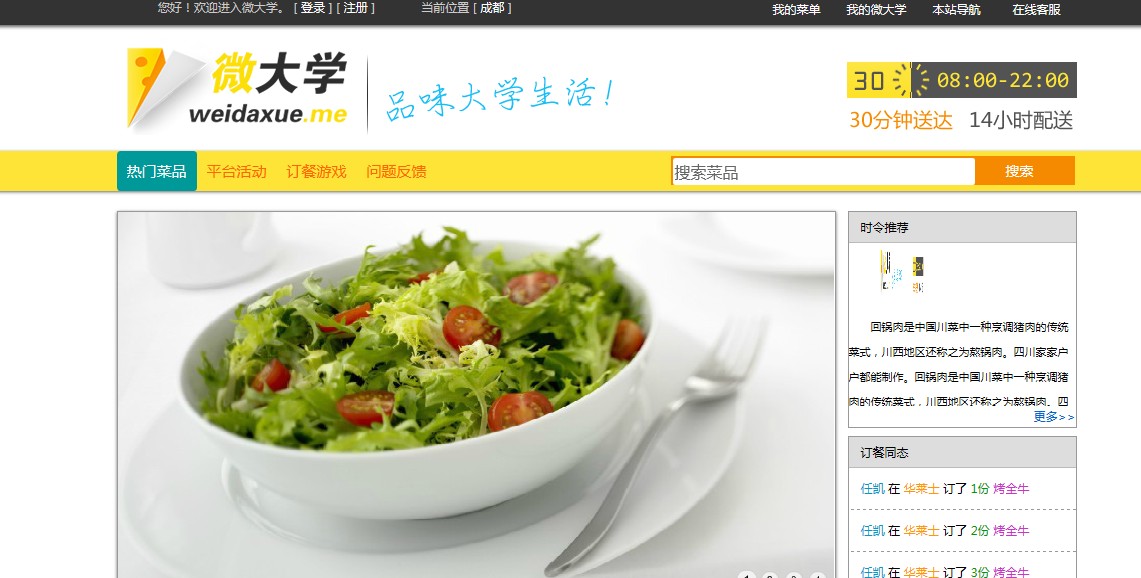 您好！欢迎进入微大学。 [ 登录 ] [ 注册 ] 当前位置 [ 成都 ] 我的菜单 我的微大学 本站导航 在线客服
微大学
weidaxue.me
品味大学生活！
30 08:00-22:00
30分钟送达 14小时配送
热门菜品 平台活动 订餐游戏 问题反馈 搜索菜品 搜索
时令推荐
回锅肉是中国川菜中一种烹调猪肉的传统
菜式，川西地区还称之为熬锅肉。四川家家户
户都能制作。回锅肉是中国川菜中一种烹调猪
肉的传统菜式，川西地区还称之为熬锅肉。四
更多>>
订餐同态
任凯 在 华莱士 订了 1份 烤全牛
任凯 在 华莱士 订了 2份 烤全牛
任凯 在 华莱士 订了 3份 烤全牛
1 2 3 4